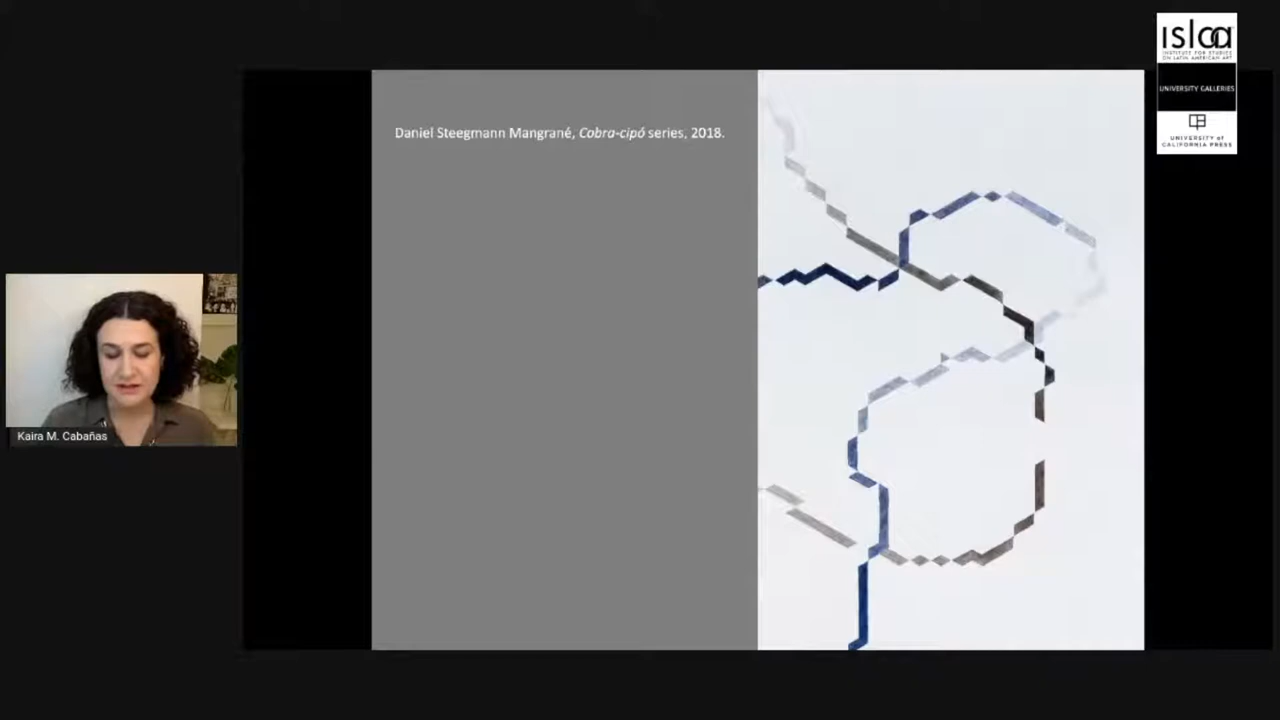 islaa
INSTITUTE FOR STUDIES
ON LATIN AMERICAN ART
UNIVERSITY GALLERIES
UNIVERSITY of
CALIFORNIA PRESS
Daniel Steegmann Mangrané, Cobra-cipó series, 2018.
Kaira M. Cabañas